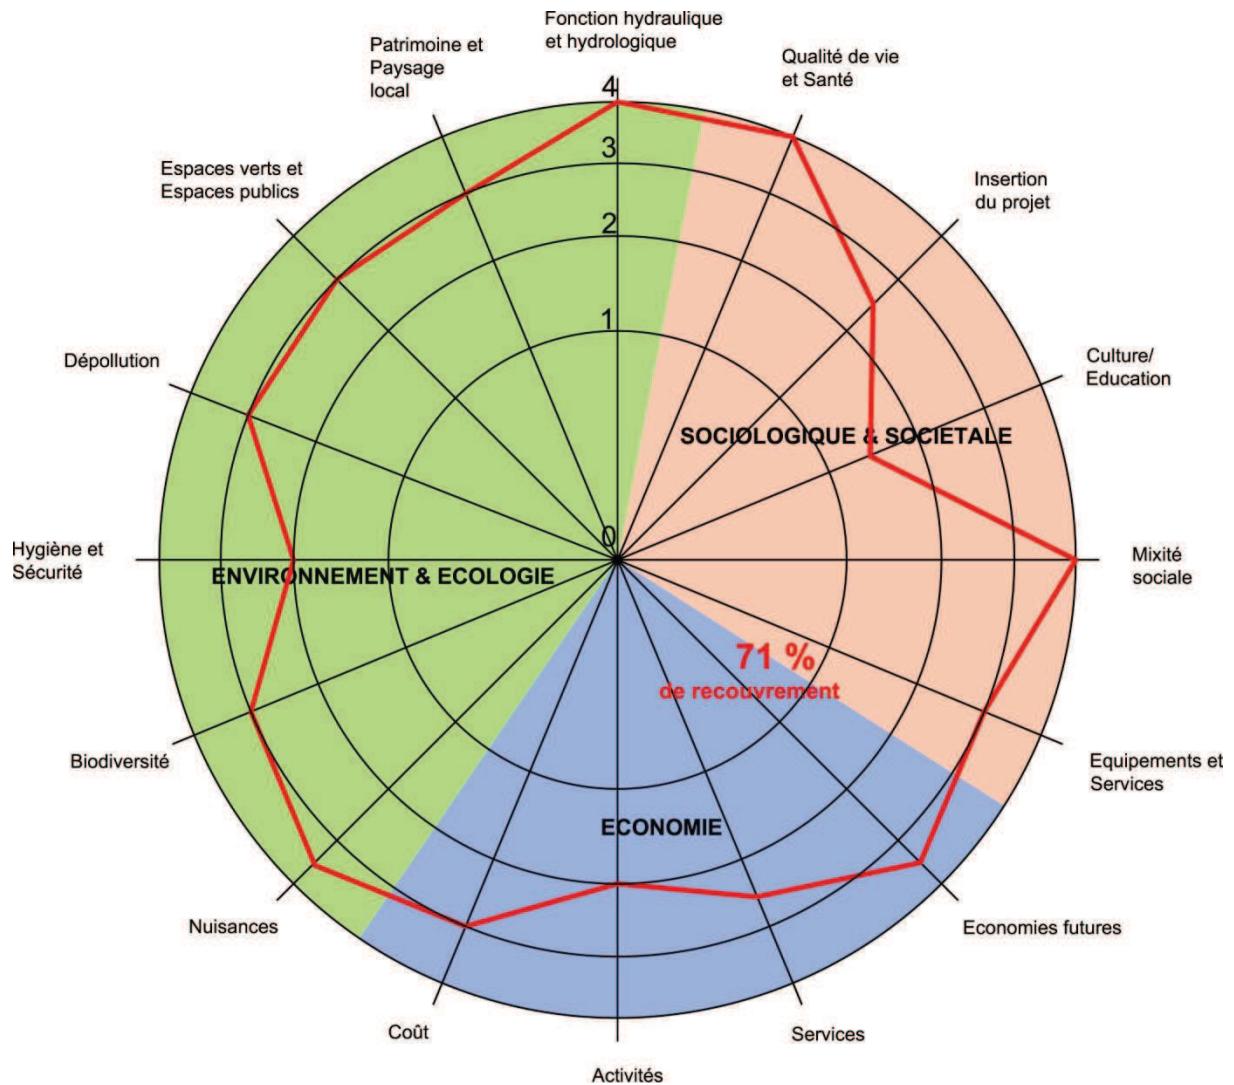 Fonction hydraulique
et hydrologique
Patrimoine et
Paysage
local
Qualité de vie
et Santé
4
3
Espaces verts et
Espaces publics
Insertion
du projet
2
1
Dépollution
Culture/
Education
SOCIOLOGIQUE & SOCIETALE
0
Hygiène et
Sécurité
ENVIRONNEMENT & ECOLOGIE
Mixité
sociale
71 %
de recouvrement
Biodiversité
Equipements et
Services
ECONOMIE
Nuisances
Economies futures
Coût
Services
Activités